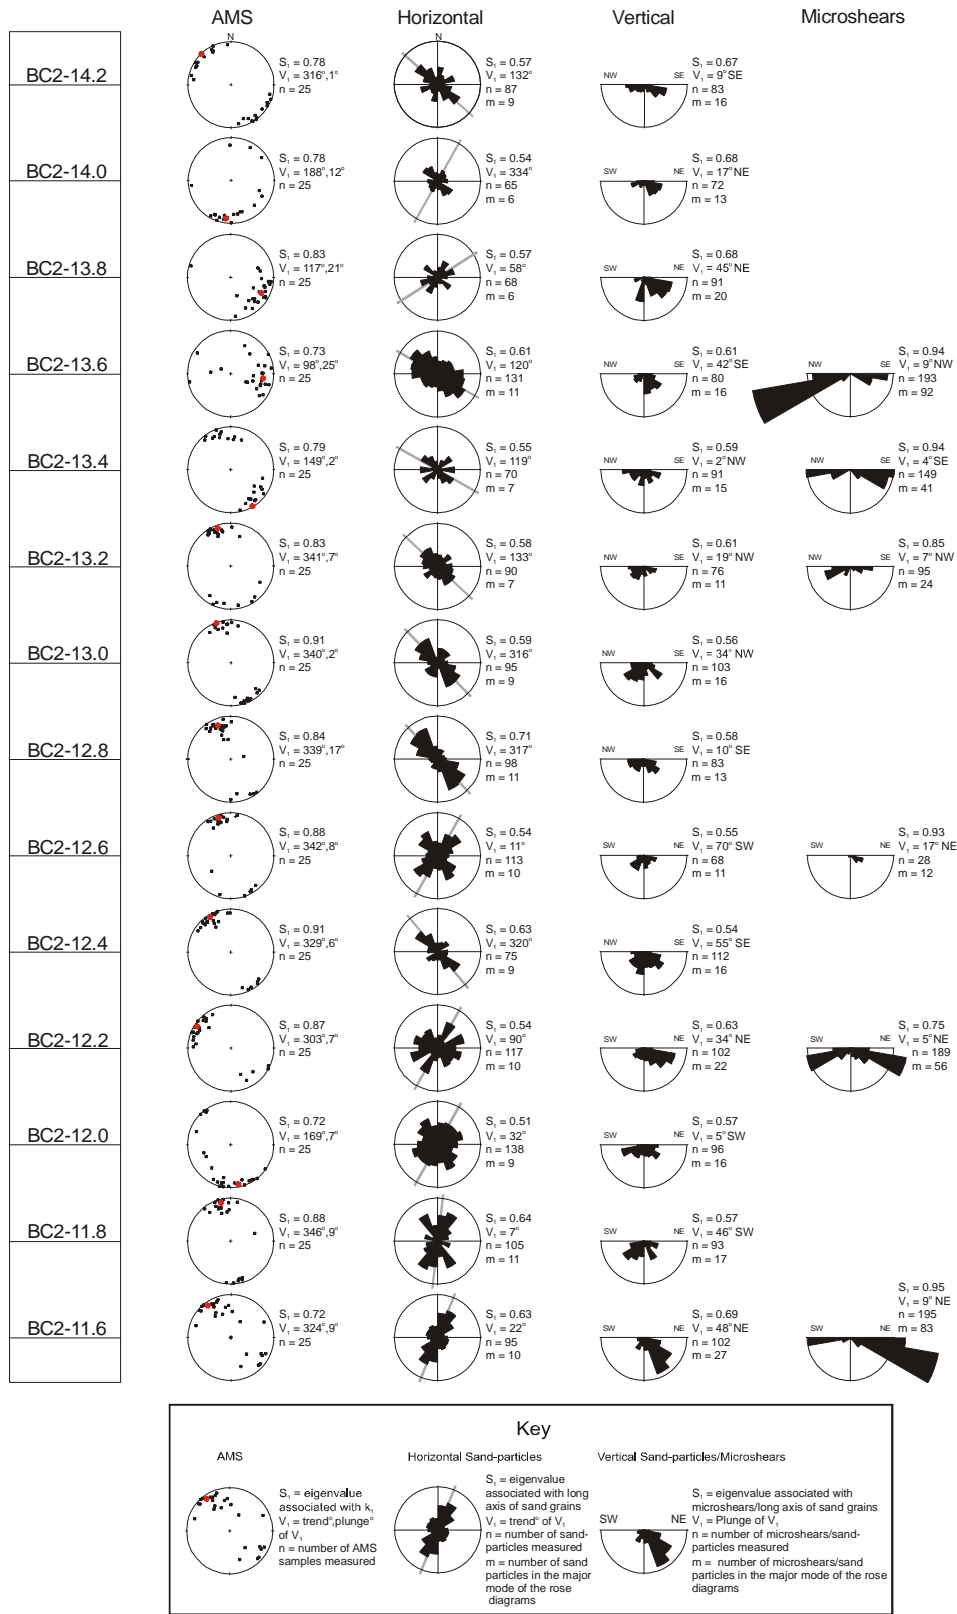 AMS Horizontal Vertical Microshears
BC2-14.2
N
S₁ = 0.78
V₁ = 316°,1°
n = 25
N
S₁ = 0.57
V₁ = 132°
n = 87
m = 9
NW SE
S₁ = 0.67
V₁ = 9°SE
n = 83
m = 16
BC2-14.0
S₁ = 0.78
V₁ = 188°,12°
n = 25
S₁ = 0.54
V₁ = 334°
n = 65
m = 6
SW NE
S₁ = 0.68
V₁ = 17°NE
n = 72
m = 13
BC2-13.8
S₁ = 0.83
V₁ = 117°,21°
n = 25
S₁ = 0.57
V₁ = 58°
n = 68
m = 6
SW NE
S₁ = 0.68
V₁ = 45°NE
n = 91
m = 20
BC2-13.6
S₁ = 0.73
V₁ = 98°,25°
n = 25
S₁ = 0.61
V₁ = 120°
n = 131
m = 11
NW SE
S₁ = 0.61
V₁ = 42°SE
n = 80
m = 16
NW SE
S₁ = 0.94
V₁ = 9°NW
n = 193
m = 92
BC2-13.4
S₁ = 0.79
V₁ = 149°,2°
n = 25
S₁ = 0.55
V₁ = 119°
n = 70
m = 7
NW SE
S₁ = 0.59
V₁ = 2°NW
n = 91
m = 15
NW SE
S₁ = 0.94
V₁ = 4°SE
n = 149
m = 41
BC2-13.2
S₁ = 0.83
V₁ = 341°,7°
n = 25
S₁ = 0.58
V₁ = 133°
n = 90
m = 7
NW SE
S₁ = 0.61
V₁ = 19° NW
n = 76
m = 11
NW SE
S₁ = 0.85
V₁ = 7° NW
n = 95
m = 24
BC2-13.0
S₁ = 0.91
V₁ = 340°,2°
n = 25
S₁ = 0.59
V₁ = 316°
n = 95
m = 9
NW SE
S₁ = 0.56
V₁ = 34° NW
n = 103
m = 16
BC2-12.8
S₁ = 0.84
V₁ = 339°,17°
n = 25
S₁ = 0.71
V₁ = 317°
n = 98
m = 11
NW SE
S₁ = 0.58
V₁ = 10° SE
n = 83
m = 13
BC2-12.6
S₁ = 0.88
V₁ = 342°,8°
n = 25
S₁ = 0.54
V₁ = 11°
n = 113
m = 10
SW NE
S₁ = 0.55
V₁ = 70° SW
n = 68
m = 11
SW NE
S₁ = 0.93
V₁ = 17° NE
n = 28
m = 12
BC2-12.4
S₁ = 0.91
V₁ = 329°,6°
n = 25
S₁ = 0.63
V₁ = 320°
n = 75
m = 9
NW SE
S₁ = 0.54
V₁ = 55° SE
n = 112
m = 16
BC2-12.2
S₁ = 0.87
V₁ = 303°,7°
n = 25
S₁ = 0.54
V₁ = 90°
n = 117
m = 10
SW NE
S₁ = 0.63
V₁ = 34° NE
n = 102
m = 22
SW NE
S₁ = 0.75
V₁ = 5°NE
n = 189
m = 56
BC2-12.0
S₁ = 0.72
V₁ = 169°,7°
n = 25
S₁ = 0.51
V₁ = 32°
n = 138
m = 9
SW NE
S₁ = 0.57
V₁ = 5°SW
n = 96
m = 16
BC2-11.8
S₁ = 0.88
V₁ = 346°,9°
n = 25
S₁ = 0.64
V₁ = 7°
n = 105
m = 11
SW NE
S₁ = 0.57
V₁ = 46° SW
n = 93
m = 17
BC2-11.6
S₁ = 0.72
V₁ = 324°,9°
n = 25
S₁ = 0.63
V₁ = 22°
n = 95
m = 10
SW NE
S₁ = 0.69
V₁ = 48°NE
n = 102
m = 27
SW NE
S₁ = 0.95
V₁ = 9° NE
n = 195
m = 83
Key
AMS
S₁ = eigenvalue
associated with k₁
V₁ = trend°,plunge°
of V₁
n = number of AMS
samples measured
Horizontal Sand-particles
S₁ = eigenvalue
associated with long
axis of sand grains
V₁ = trend° of V₁
n = number of sand-
particles measured
m = number of sand
particles in the major
mode of the rose
diagrams
Vertical Sand-particles/Microshears
SW NE
S₁ = eigenvalue associated with
microshears/long axis of sand grains
V₁ = Plunge of V₁
n = number of microshears/sand-
particles measured
m = number of microshears/sand
particles in the major mode of the rose
diagrams